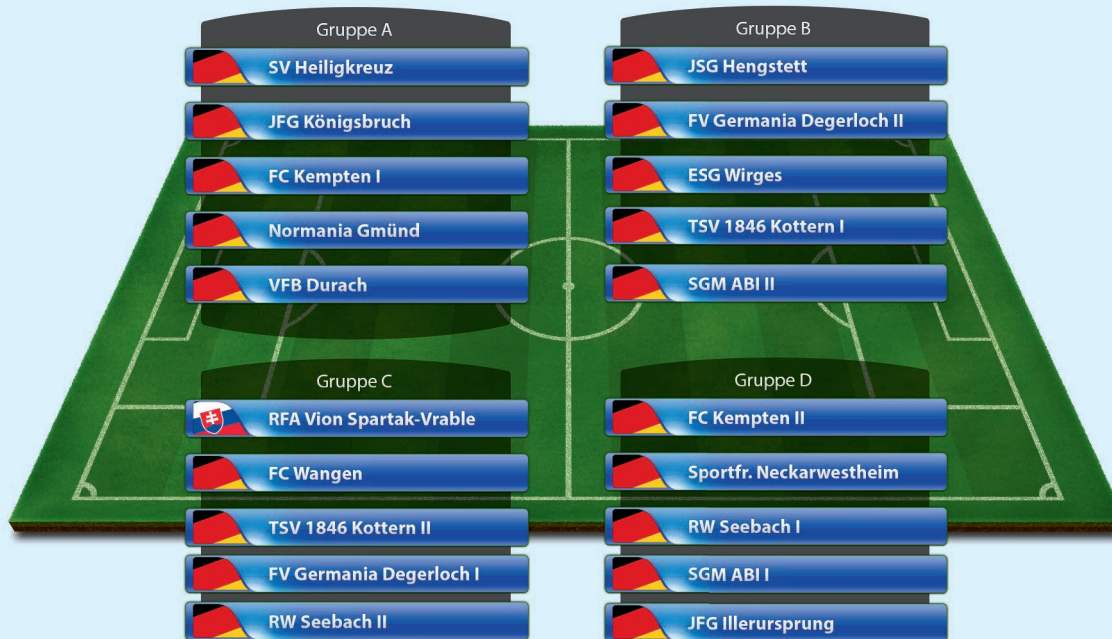 Gruppe A
SV Heiligkreuz
JFG Königsbruch
FC Kempten I
Normania Gmünd
VFB Durach
Gruppe B
JSG Hengstett
FV Germania Degerloch II
ESG Wirges
TSV 1846 Kottern I
SGM ABI II
Gruppe C
RFA Vion Spartak-Vrable
FC Wangen
TSV 1846 Kottern II
FV Germania Degerloch I
RW Seebach II
Gruppe D
FC Kempten II
Sportfr. Neckarwestheim
RW Seebach I
SGM ABI I
JFG Illerursprung